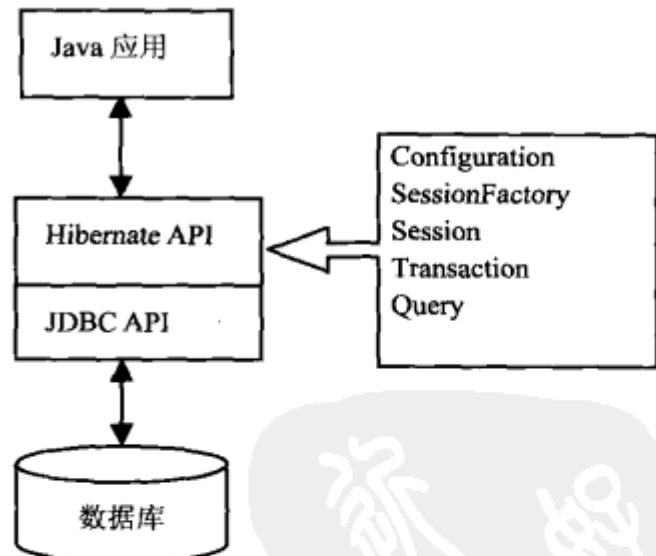 Java 应用
Hibernate API
JDBC API
数据库
Configuration
SessionFactory
Session
Transaction
Query